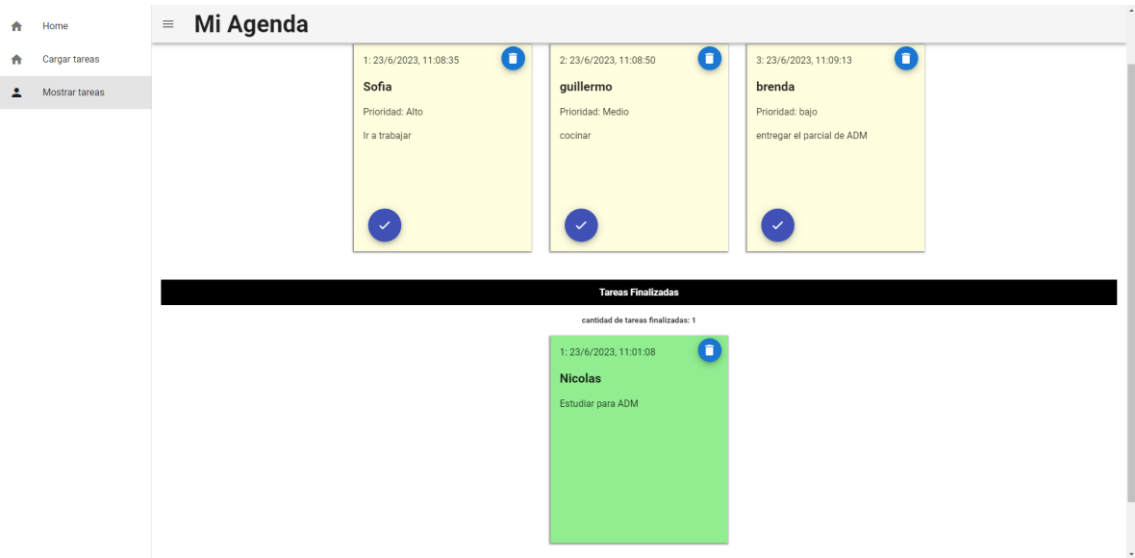 Home
Cargar tareas
Mostrar tareas
Mi Agenda
1: 23/6/2023, 11:08:35
Sofia
Prioridad: Alto
Ir a trabajar
2: 23/6/2023, 11:08:50
guillermo
Prioridad: Medio
cocinar
3: 23/6/2023, 11:09:13
brenda
Prioridad: bajo
entregar el parcial de ADM
Tareas Finalizadas
cantidad de tareas finalizadas: 1
1: 23/6/2023, 11:01:08
Nicolas
Estudiar para ADM